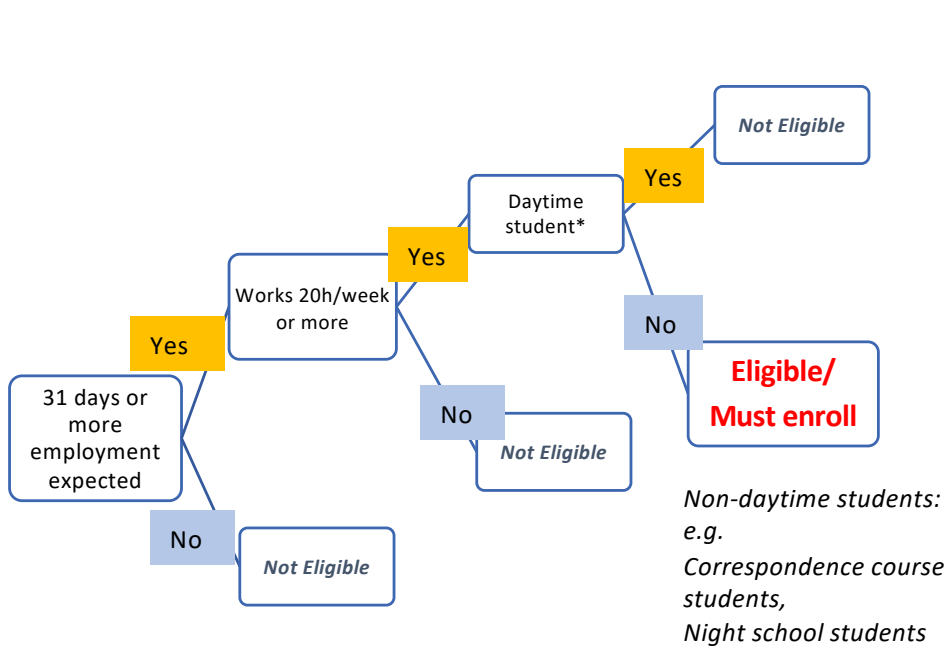 Not Eligible
Yes
Daytime
student*
Yes
Works 20h/week
or more
No
Yes
Eligible/
Must enroll
31 days or
more
employment
expected
No
Not Eligible
No
Not Eligible
Non-daytime students:
e.g.
Correspondence course
students,
Night school students